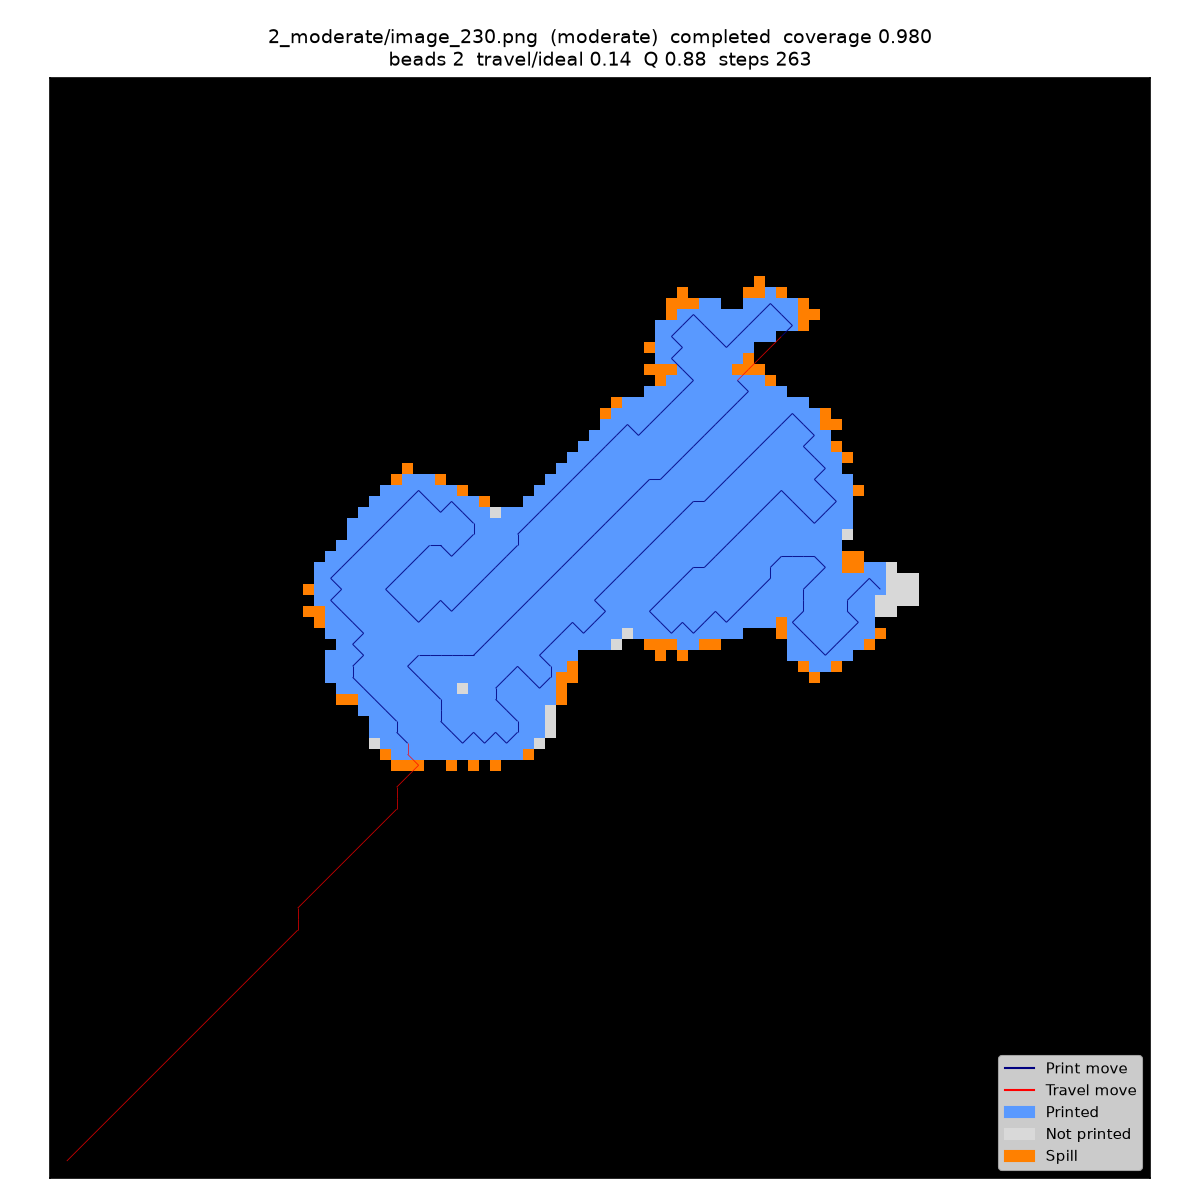 2_moderate/image_230.png  (moderate)  completed  coverage 0.980
beads 2  travel/ideal 0.14  Q 0.88  steps 263
Print move
Travel move
Printed
Not printed
Spill